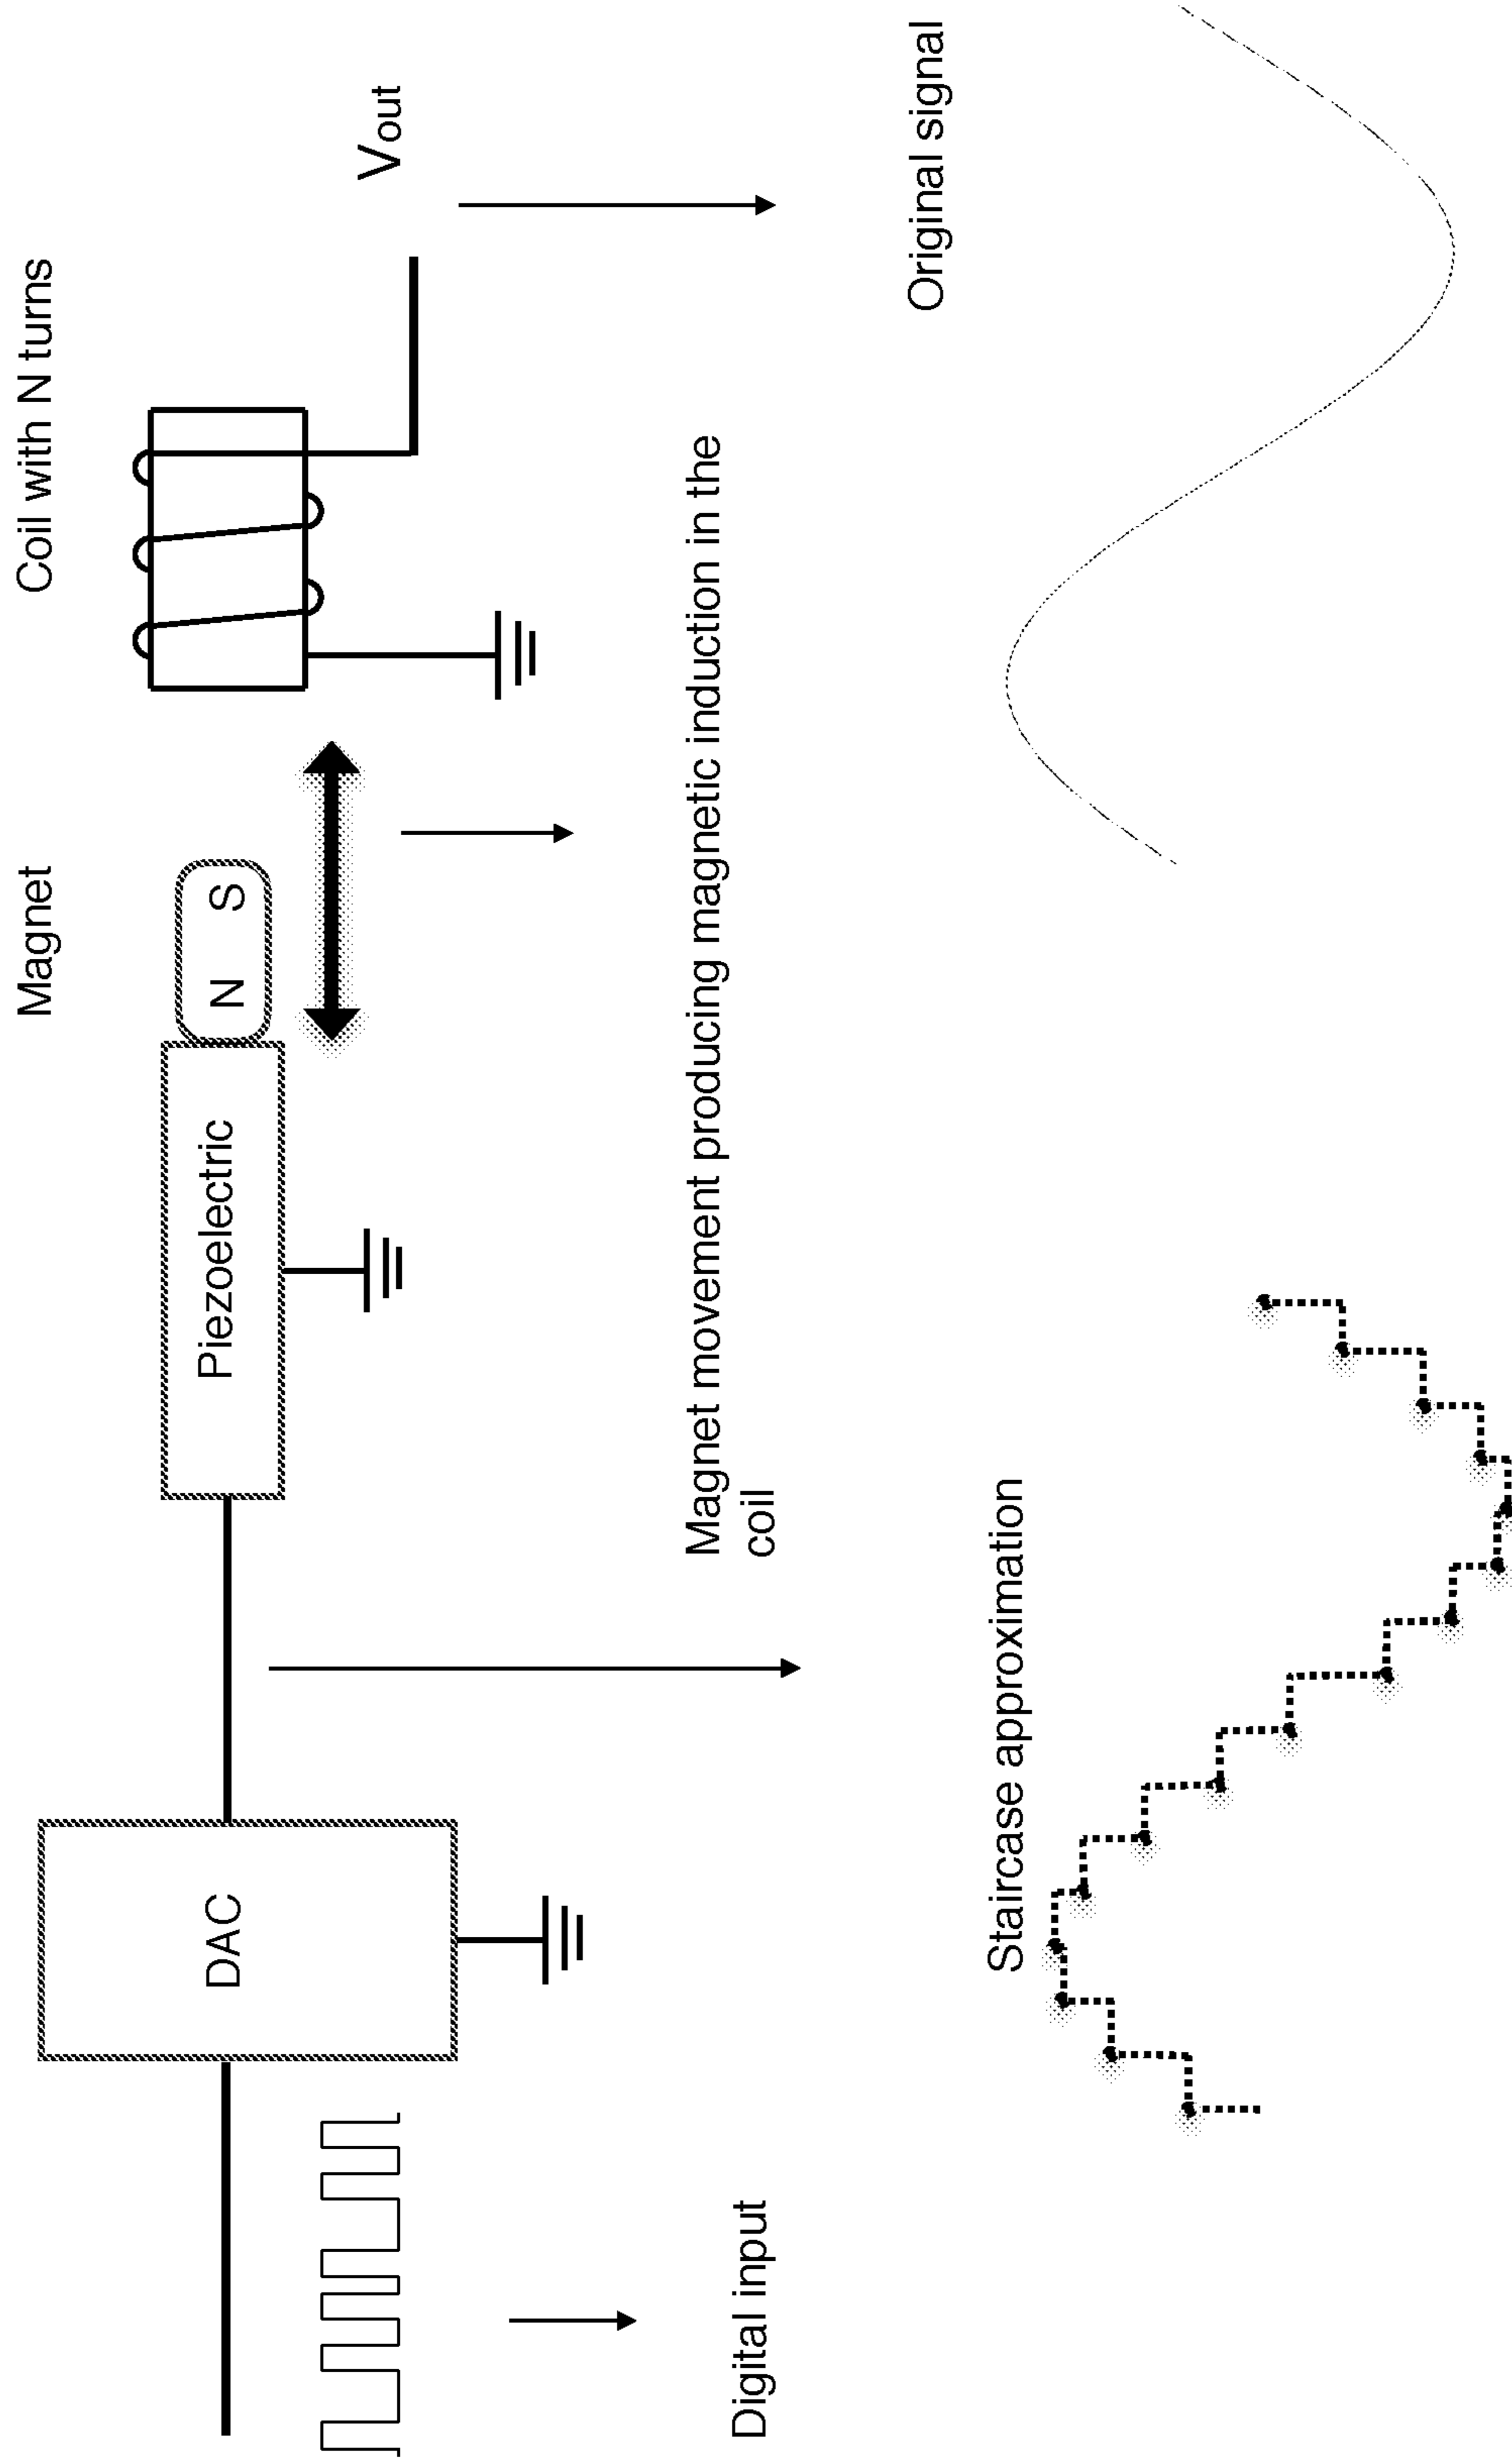 Magnet
Coil with N turns
DAC
Piezoelectric
N S
Vout
Digital input
Magnet movement producing magnetic induction in the
coil
Staircase approximation
Original signal